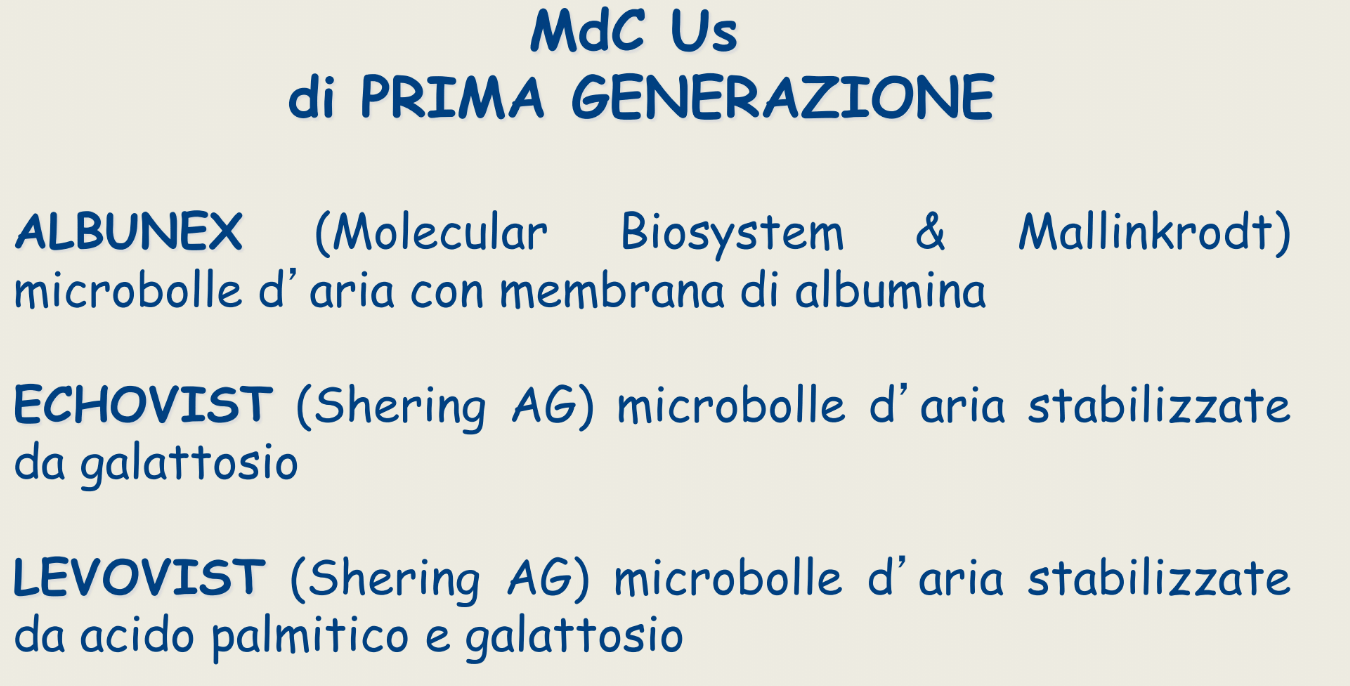 MdC Us
di PRIMA GENERAZIONE
ALBUNEX (Molecular Biosystem & Mallinkrodt)
microbolle d’aria con membrana di albumina
ECHOVIST (Shering AG) microbolle d’aria stabilizzate
da galattosio
LEVOVIST (Shering AG) microbolle d’aria stabilizzate
da acido palmitico e galattosio